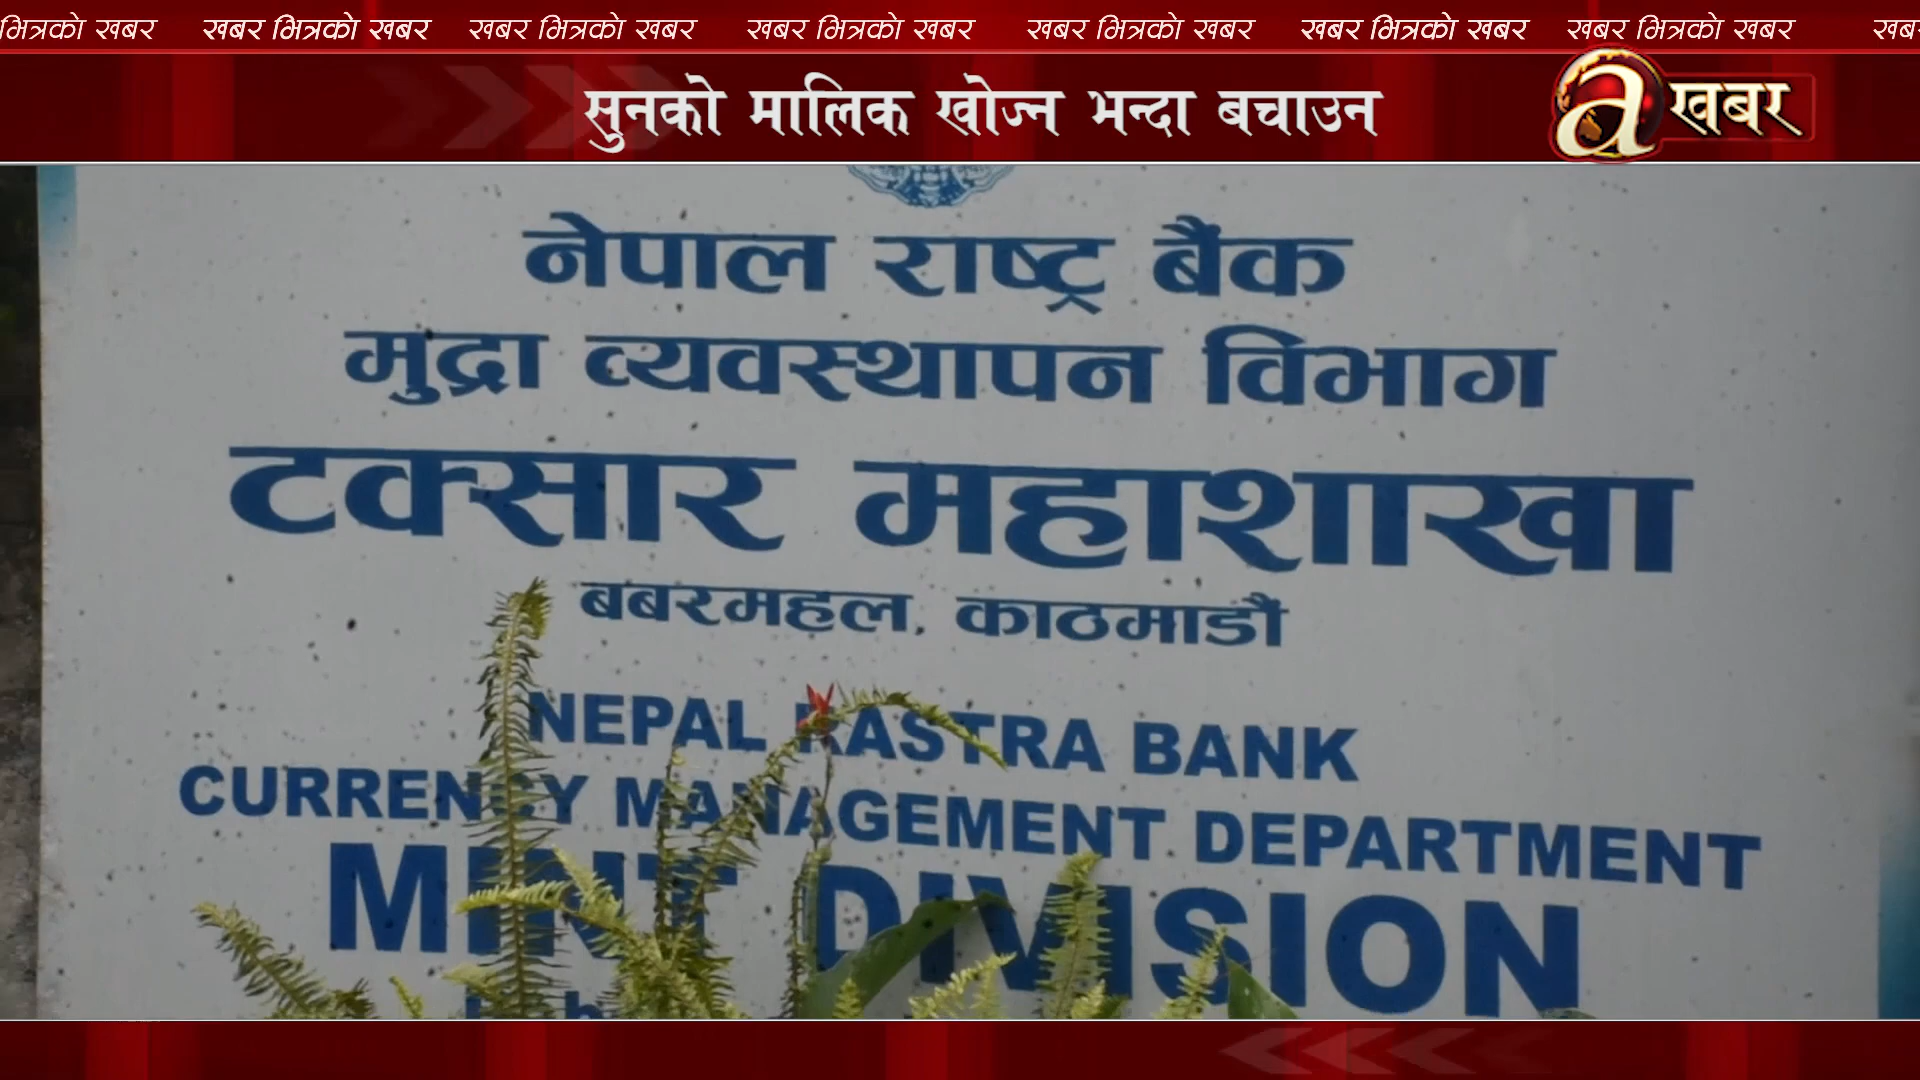 भित्रको खबर खबर भित्रको खबर खबर भित्रको खबर खबर भित्रको खबर खबर भित्रको खबर खबर भित्रको खबर खबर भित्रको खबर
सुनको मालिक खोज्न भन्दा बचाउन
a खबर
नेपाल राष्ट्र बैंक
मुद्रा व्यवस्थापन विभाग
टक्सार महाशाखा
बबरमहल, काठमाडौं
NEPAL RASTRA BANK
CURRENCY MANAGEMENT DEPARTMENT
MINT DIVISION